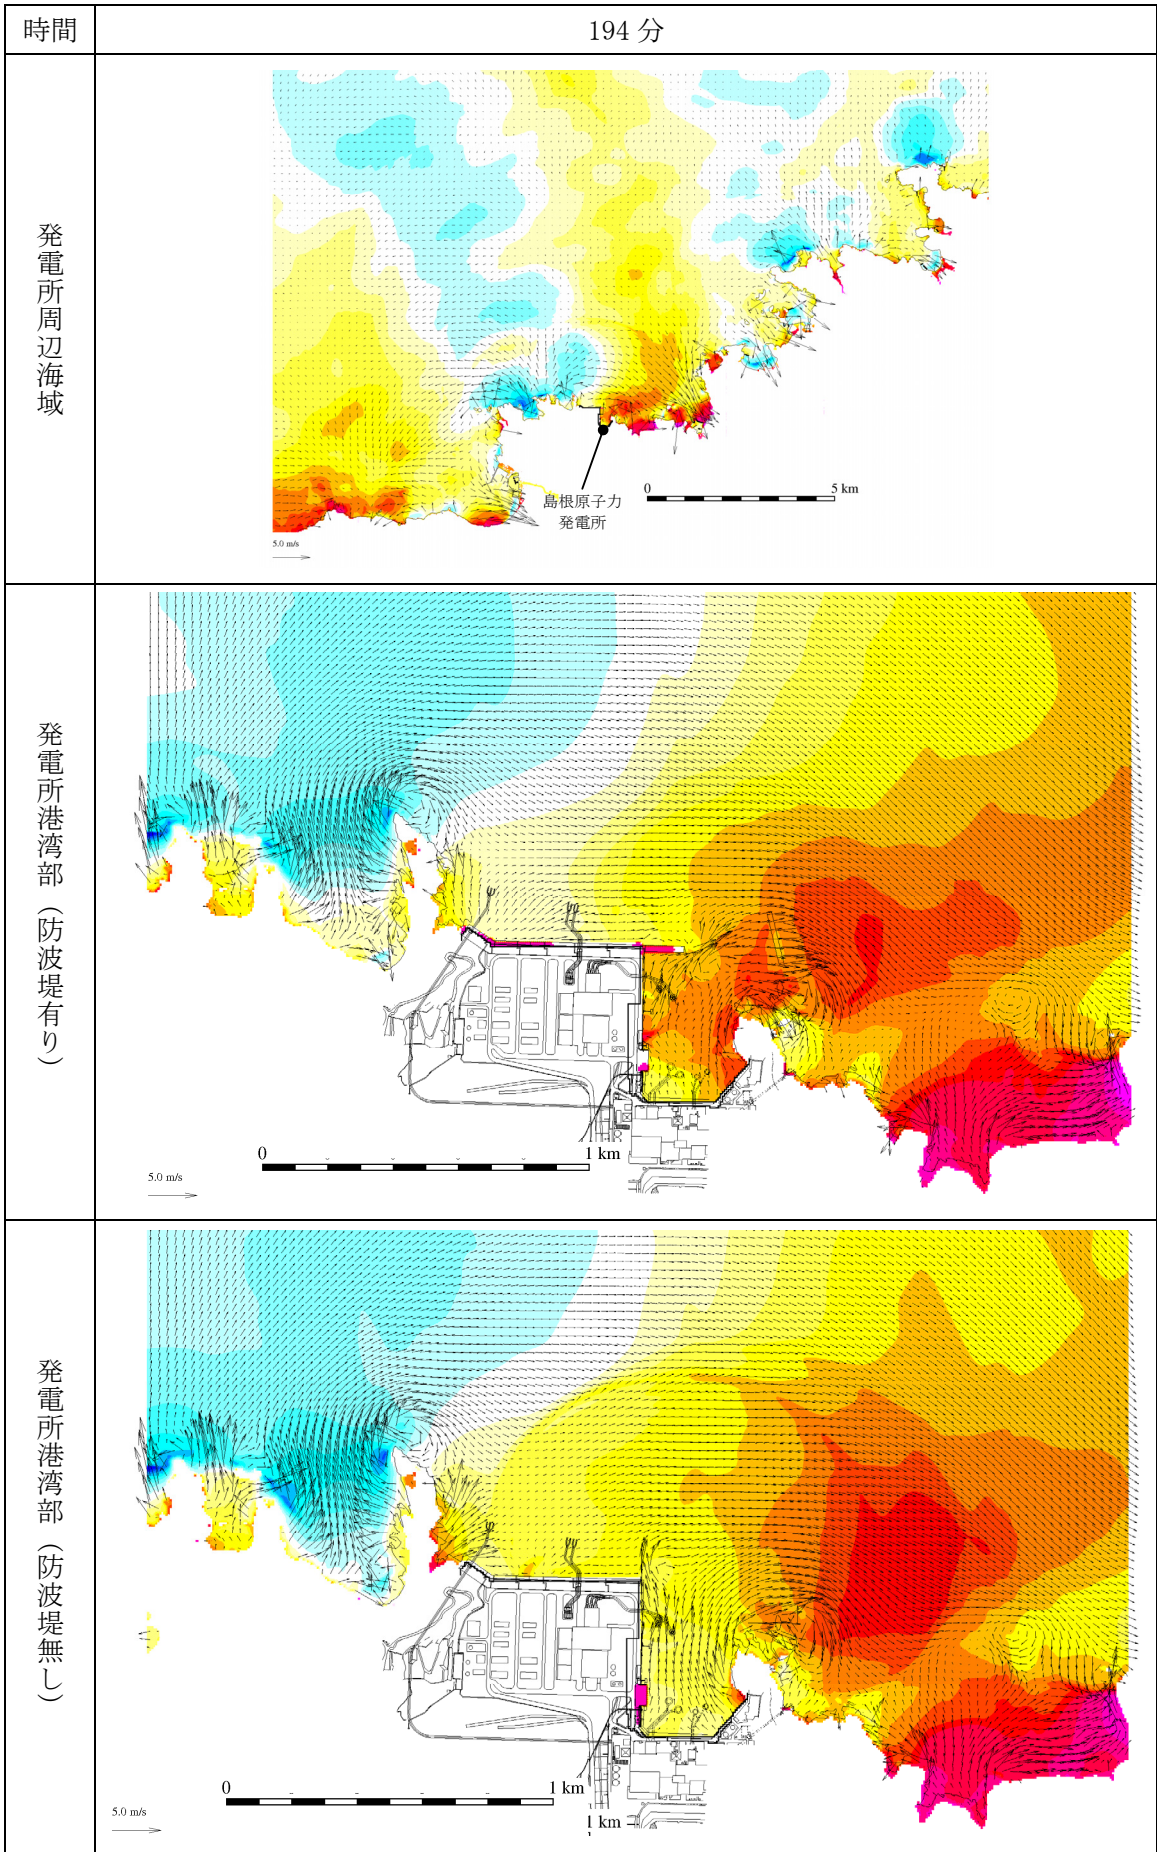 時間
194 分
発電所周辺海域
島根原子力
発電所
0
5 km
5.0 m/s
発電所港湾部（防波堤有り）
0
1 km
5.0 m/s
発電所港湾部（防波堤無し）
0
1 km
5.0 m/s
1 km